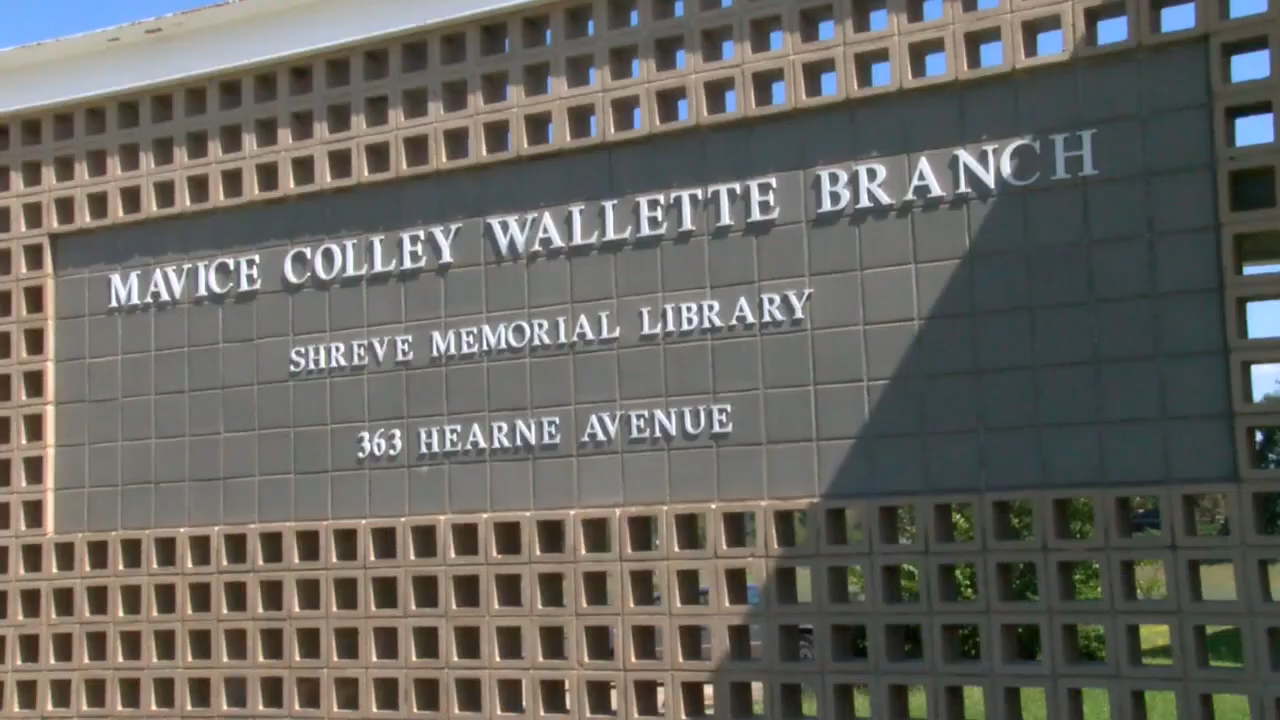 MAVICE COLLEY WALLETTE BRANCH
SHREVE MEMORIAL LIBRARY
363 HEARNE AVENUE